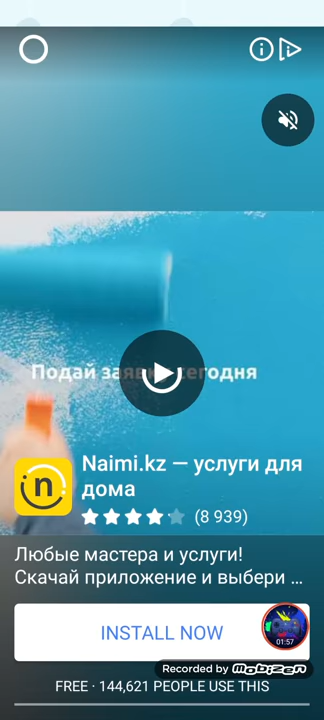 Подай заявку сегодня
Naimi.kz — услуги для
дома
(8 939)
n
Любые мастера и услуги!
Скачай приложение и выбери ...
INSTALL NOW
01:57
Recorded by MOBIZEN
FREE · 144,621 PEOPLE USE THIS